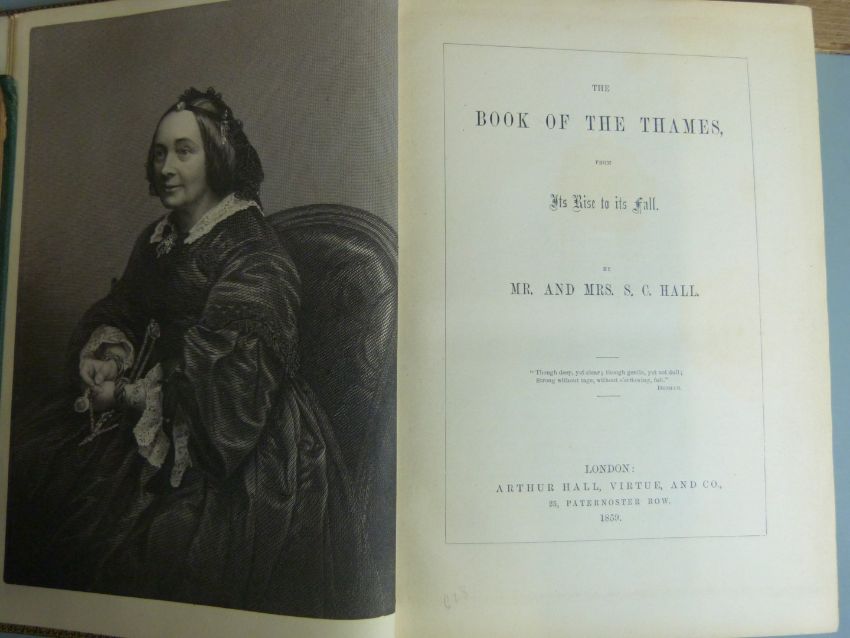 THE
BOOK OF THE THAMES,
FROM
Its Rise to its Fall.
BY
MR. AND MRS. S. C. HALL.
"Though deep, yet clear; though gentle, yet not dull;
Strong without rage, without o'erflowing, full."
DENHAM.
LONDON:
ARTHUR HALL, VIRTUE, AND CO.,
25, PATERNOSTER ROW.
1859.